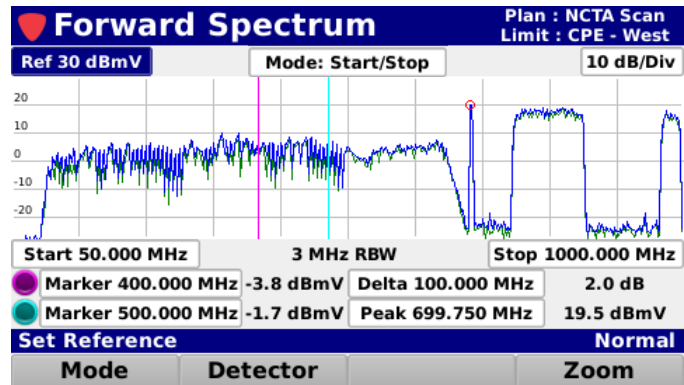 Forward Spectrum
Plan : NCTA Scan
Limit : CPE - West
Ref 30 dBmV
Mode: Start/Stop
10 dB/Div
20
10
0
-10
-20
Start 50.000 MHz
3 MHz RBW
Stop 1000.000 MHz
Marker 400.000 MHz -3.8 dBmV Delta 100.000 MHz 2.0 dB
Marker 500.000 MHz -1.7 dBmV Peak 699.750 MHz 19.5 dBmV
Set Reference
Normal
Mode
Detector
Zoom